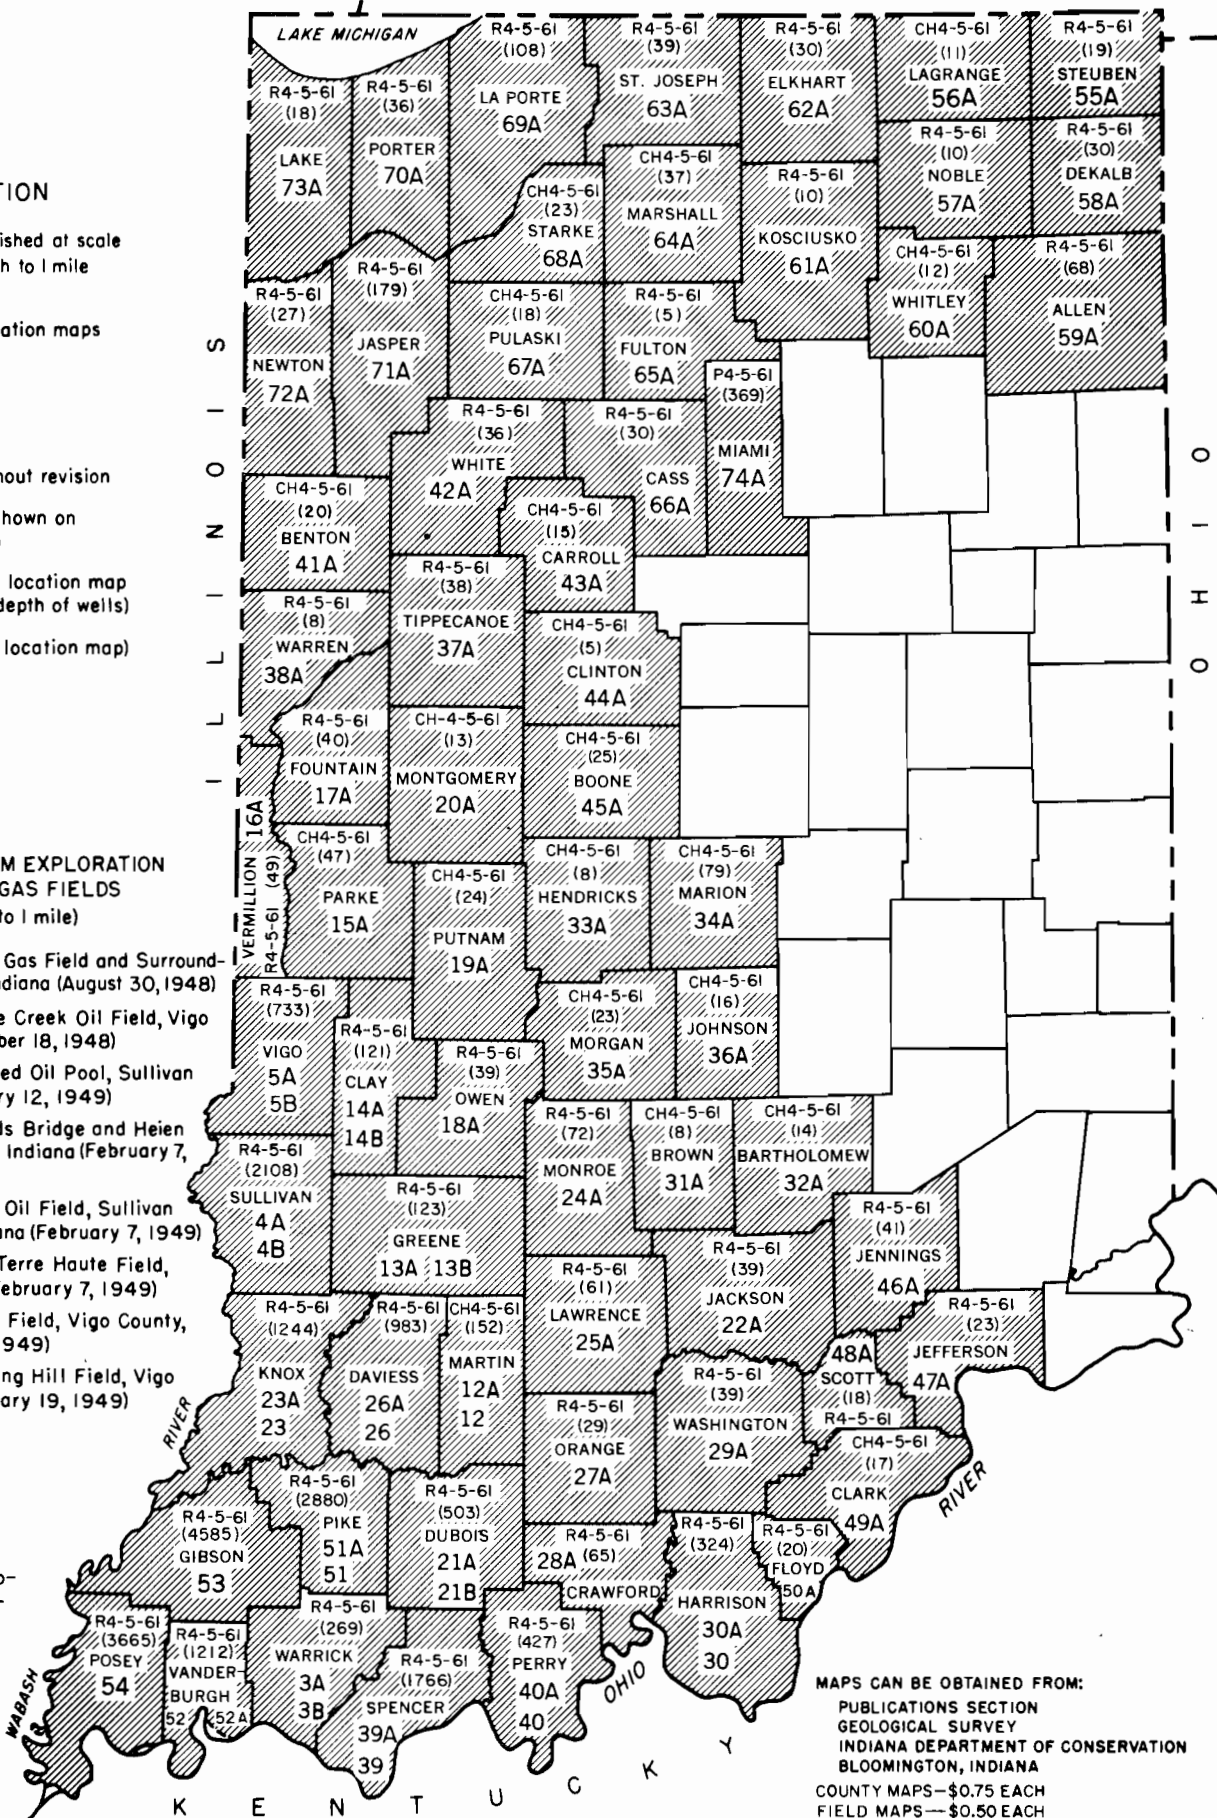 LAKE MICHIGAN
R4-5-61
(18)
LAKE
73A
R4-5-61
(36)
PORTER
70A
R4-5-61
(108)
LA PORTE
69A
R4-5-61
(39)
ST. JOSEPH
63A
R4-5-61
(30)
ELKHART
62A
CH4-5-61
(11)
LAGRANGE
56A
R4-5-61
(19)
STEUBEN
55A
R4-5-61
(10)
NOBLE
57A
R4-5-61
(30)
DEKALB
58A
CH4-5-61
(23)
STARKE
68A
CH4-5-61
(37)
MARSHALL
64A
R4-5-61
(10)
KOSCIUSKO
61A
CH4-5-61
(12)
WHITLEY
60A
R4-5-61
(68)
ALLEN
59A
R4-5-61
(27)
NEWTON
72A
R4-5-61
(179)
JASPER
71A
CH4-5-61
(18)
PULASKI
67A
R4-5-61
(5)
FULTON
65A
P4-5-61
(369)
MIAMI
74A
R4-5-61
(36)
WHITE
42A
R4-5-61
(30)
CASS
66A
CH4-5-61
(20)
BENTON
41A
CH4-5-61
(15)
CARROLL
43A
R4-5-61
(8)
WARREN
38A
R4-5-61
(38)
TIPPECANOE
37A
CH4-5-61
(5)
CLINTON
44A
R4-5-61
(40)
FOUNTAIN
17A
CH-4-5-61
(13)
MONTGOMERY
20A
CH4-5-61
(25)
BOONE
45A
R4-5-61 (49)
VERMILLION 16A
CH4-5-61
(47)
PARKE
15A
CH4-5-61
(24)
PUTNAM
19A
CH4-5-61
(8)
HENDRICKS
33A
CH4-5-61
(79)
MARION
34A
R4-5-61
(733)
VIGO
5A
5B
R4-5-61
(121)
CLAY
14A
14B
R4-5-61
(39)
OWEN
18A
CH4-5-61
(23)
MORGAN
35A
CH4-5-61
(16)
JOHNSON
36A
R4-5-61
(72)
MONROE
24A
CH4-5-61
(8)
BROWN
31A
CH4-5-61
(14)
BARTHOLOMEW
32A
R4-5-61
(2108)
SULLIVAN
4A
4B
R4-5-61
(123)
GREENE
13A 13B
R4-5-61
(61)
LAWRENCE
25A
R4-5-61
(39)
JACKSON
22A
R4-5-61
(41)
JENNINGS
46A
R4-5-61
(23)
JEFFERSON
47A
R4-5-61
(1244)
KNOX
23A
23
R4-5-61
(983)
DAVIESS
26A
26
CH4-5-61
(152)
MARTIN
12A
12
R4-5-61
(29)
ORANGE
27A
R4-5-61
(39)
WASHINGTON
29A
48A
SCOTT
(18)
R4-5-61
CH4-5-61
(17)
CLARK
49A
R4-5-61
(4585)
GIBSON
53
R4-5-61
(2880)
PIKE
51A
51
R4-5-61
(503)
DUBOIS
21A
21B
R4-5-61
28A (65)
CRAWFORD
R4-5-61
(324)
HARRISON
30A
30
R4-5-61
(20)
FLOYD
50A
R4-5-61
(3665)
POSEY
54
R4-5-61
(1212)
VANDER-
BURGH
52 52A
R4-5-61
(269)
WARRICK
3A
3B
R4-5-61
(1766)
SPENCER
39A
39
R4-5-61
(427)
PERRY
40A
40
ILLINOIS
OHIO
KENTUCKY
RIVER
WABASH
OHIO
RIVER
TION
ished at scale
h to 1 mile
ation maps
nout revision
hown on
location map
depth of wells)
location map)
M EXPLORATION
GAS FIELDS
to 1 mile)
Gas Field and Surround-
ndiana (August 30, 1948)
e Creek Oil Field, Vigo
ber 18, 1948)
ed Oil Pool, Sullivan
ry 12, 1949)
ds Bridge and Heien
Indiana (February 7,
Oil Field, Sullivan
ana (February 7, 1949)
Terre Haute Field,
ebruary 7, 1949)
Field, Vigo County,
949)
ng Hill Field, Vigo
ary 19, 1949)
MAPS CAN BE OBTAINED FROM:
PUBLICATIONS SECTION
GEOLOGICAL SURVEY
INDIANA DEPARTMENT OF CONSERVATION
BLOOMINGTON, INDIANA
COUNTY MAPS—$0.75 EACH
FIELD MAPS—$0.50 EACH